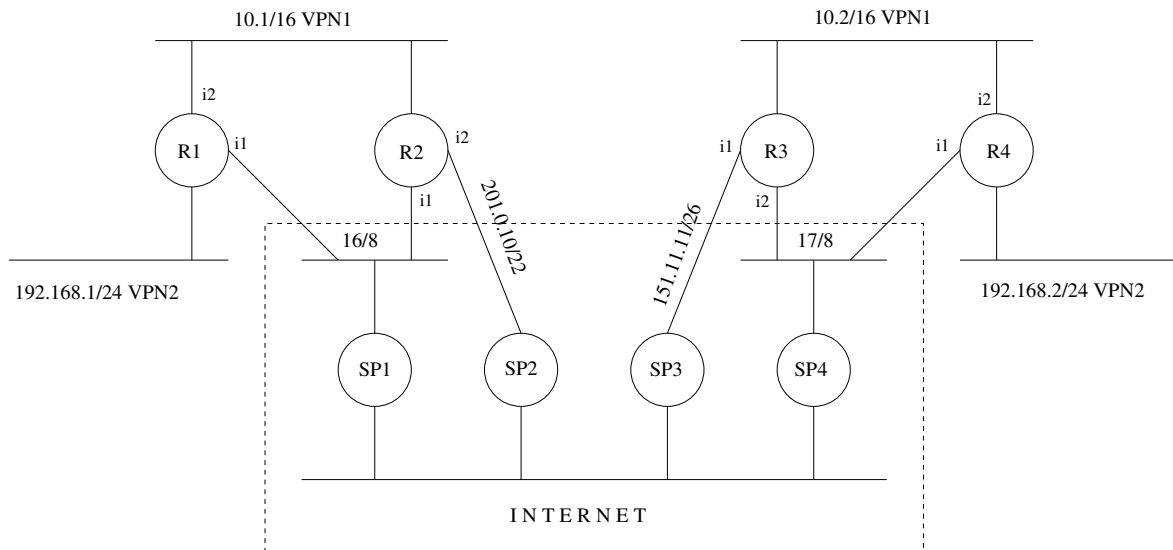 10.1/16 VPN1
10.2/16 VPN1
i2
i2
R1
i1
R2
i2
i1
R3
i1
R4
i1
i2
201.0.10/22
151.11.11/26
16/8
17/8
192.168.1/24 VPN2
192.168.2/24 VPN2
SP1
SP2
SP3
SP4
I N T E R N E T